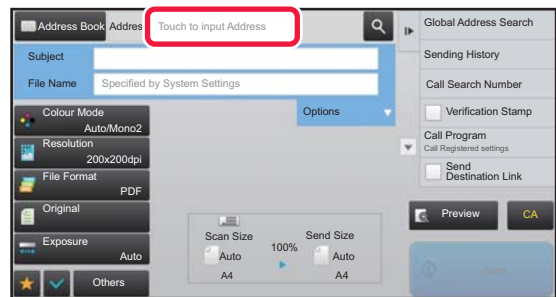 Address Book
Addres
Touch to input Address
Subject
File Name
Specified by System Settings
Colour Mode
Auto/Mono2
Resolution
200x200dpi
File Format
PDF
Original
Exposure
Auto
Others
Options
Scan Size
100%
Send Size
Auto
A4
Auto
A4
Global Address Search
Sending History
Call Search Number
Verification Stamp
Call Program
Call Registered settings
Send
Destination Link
Preview
CA
Start